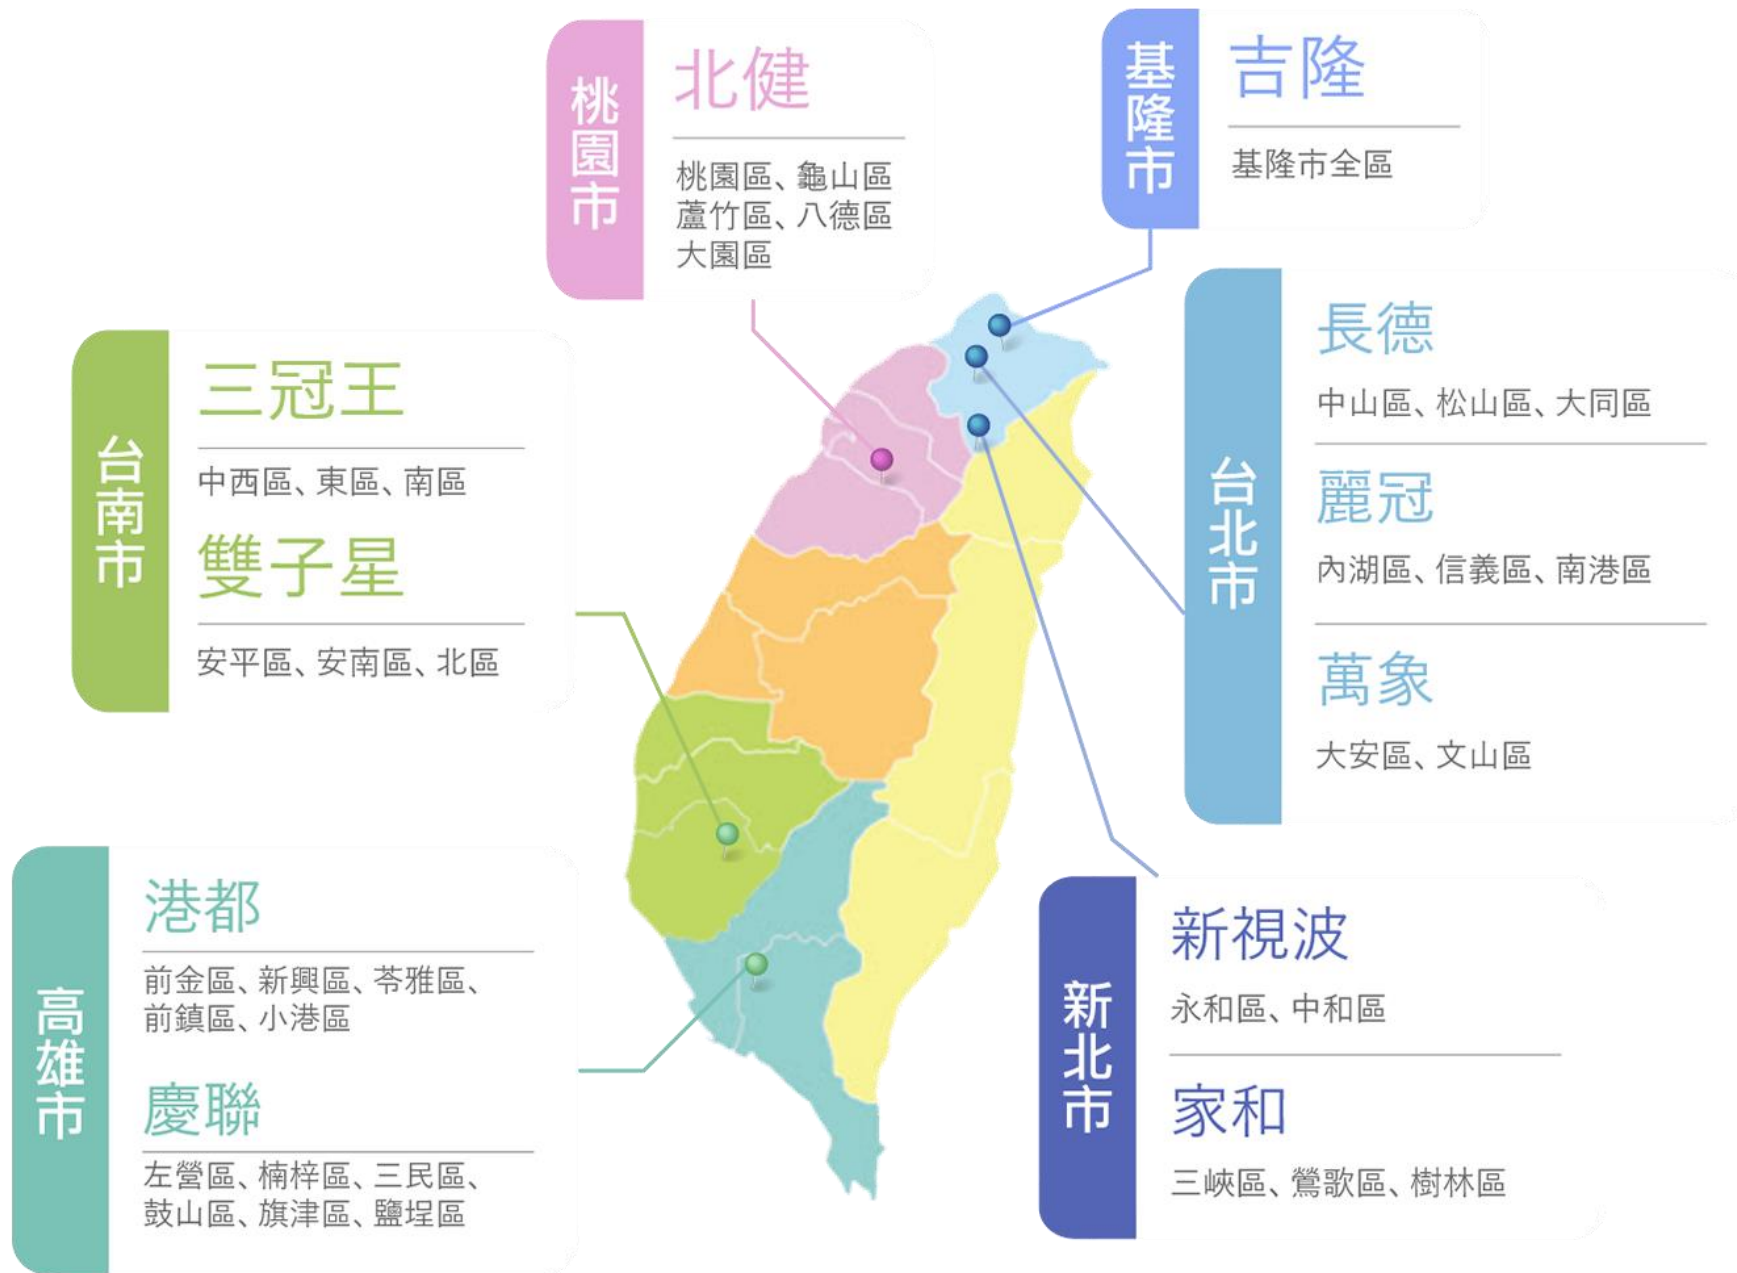 桃園市
北健
桃園區、龜山區
蘆竹區、八德區
大園區
基隆市
吉隆
基隆市全區
台南市
三冠王
中西區、東區、南區
雙子星
安平區、安南區、北區
台北市
長德
中山區、松山區、大同區
麗冠
內湖區、信義區、南港區
萬象
大安區、文山區
高雄市
港都
前金區、新興區、苓雅區、
前鎮區、小港區
慶聯
左營區、楠梓區、三民區、
鼓山區、旗津區、鹽埕區
新北市
新視波
永和區、中和區
家和
三峽區、鶯歌區、樹林區